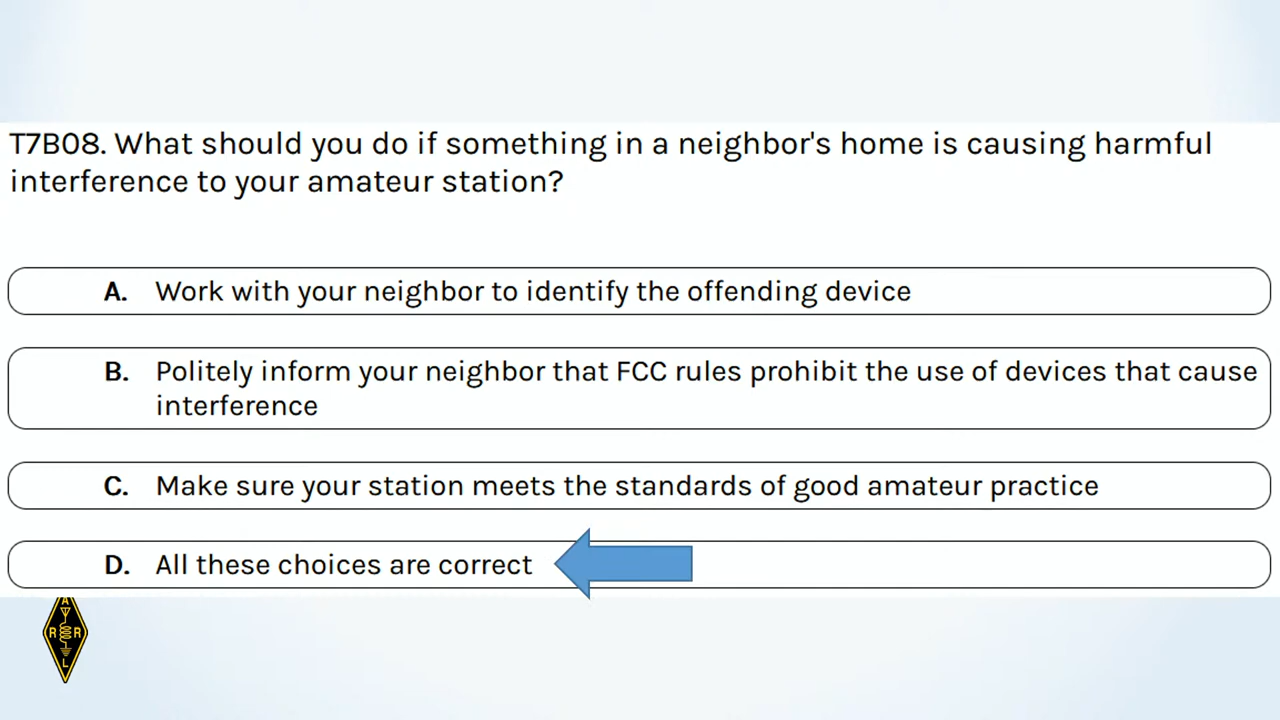 T7B08. What should you do if something in a neighbor's home is causing harmful
interference to your amateur station?
A. Work with your neighbor to identify the offending device
B. Politely inform your neighbor that FCC rules prohibit the use of devices that cause
interference
C. Make sure your station meets the standards of good amateur practice
D. All these choices are correct
A
R R
L